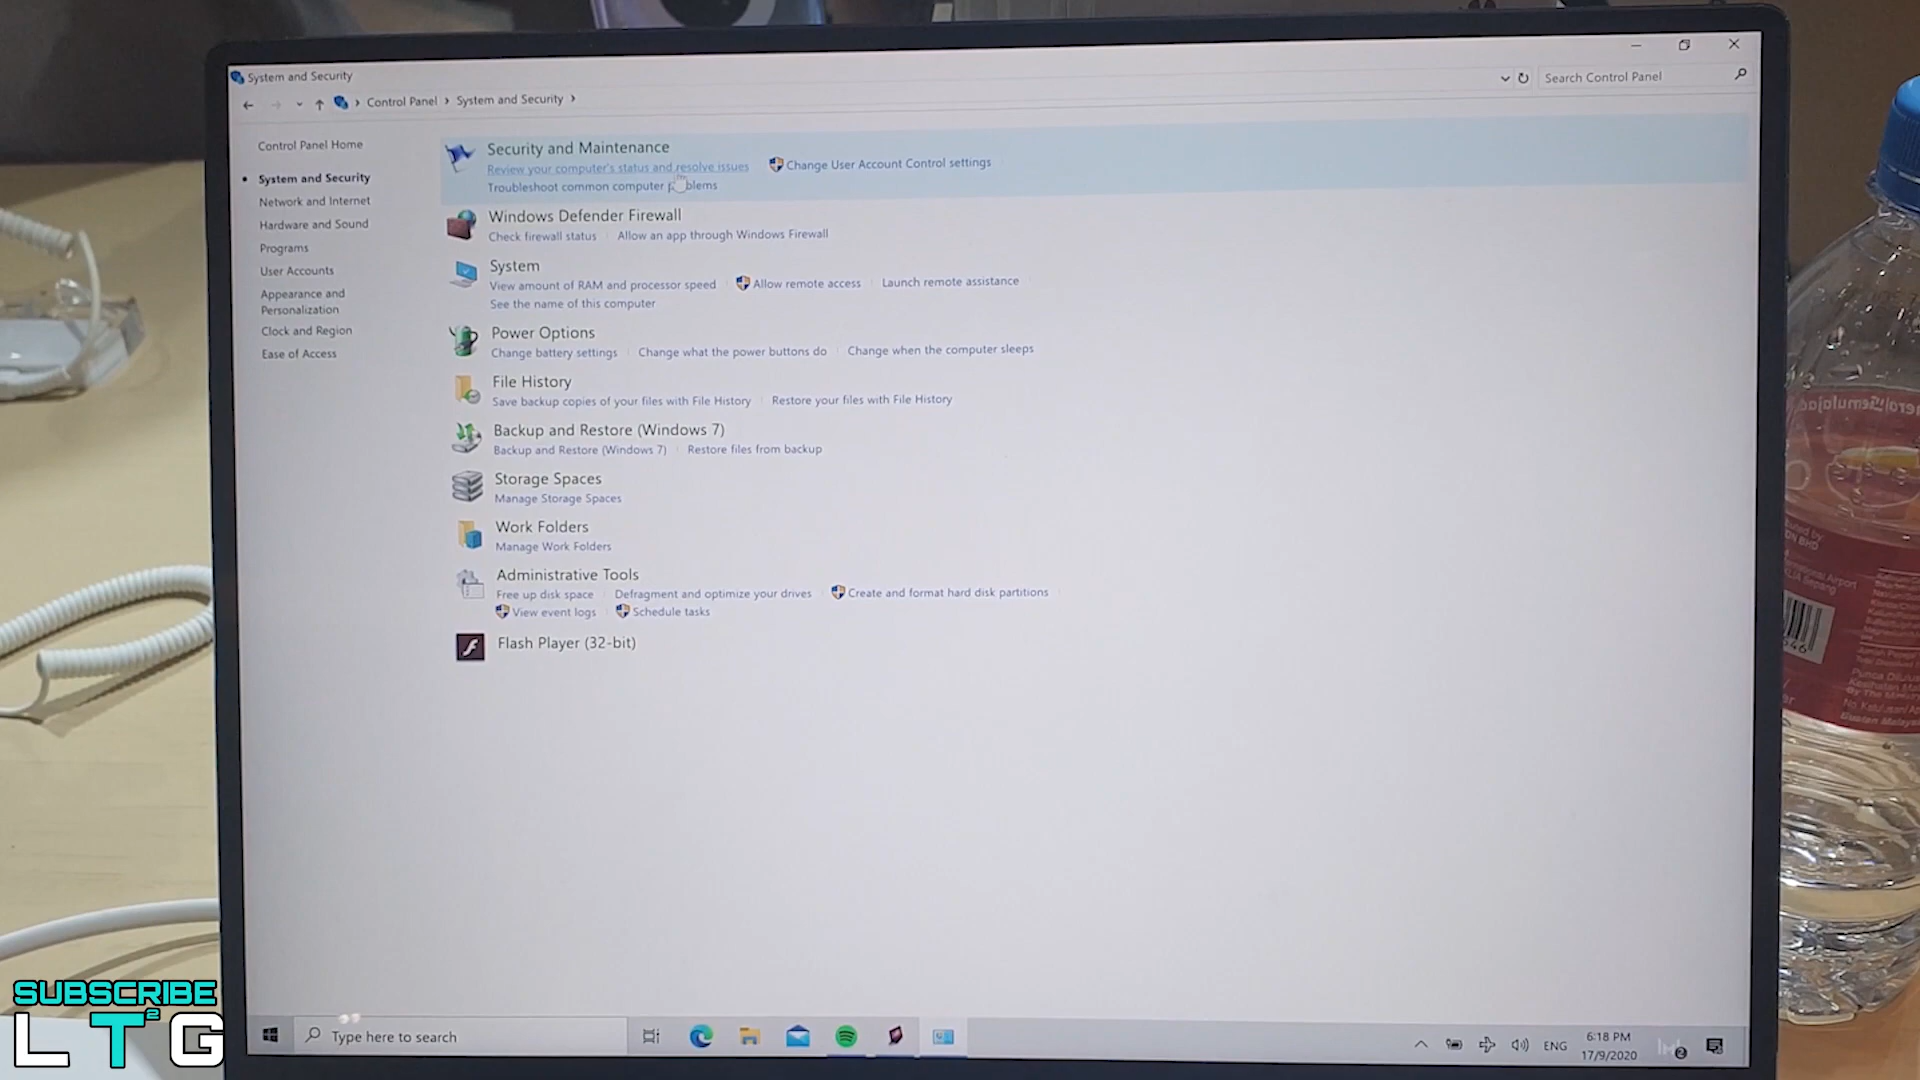 System and Security
Search Control Panel
Control Panel > System and Security >
Control Panel Home
System and Security
Network and Internet
Hardware and Sound
Programs
User Accounts
Appearance and
Personalization
Clock and Region
Ease of Access
Security and Maintenance
Review your computer's status and resolve issues
Change User Account Control settings
Troubleshoot common computer problems
Windows Defender Firewall
Check firewall status
Allow an app through Windows Firewall
System
View amount of RAM and processor speed
Allow remote access
Launch remote assistance
See the name of this computer
Power Options
Change battery settings
Change what the power buttons do
Change when the computer sleeps
File History
Save backup copies of your files with File History
Restore your files with File History
Backup and Restore (Windows 7)
Backup and Restore (Windows 7)
Restore files from backup
Storage Spaces
Manage Storage Spaces
Work Folders
Manage Work Folders
Administrative Tools
Free up disk space
Defragment and optimize your drives
Create and format hard disk partitions
View event logs
Schedule tasks
Flash Player (32-bit)
Type here to search
ENG
6:18 PM
17/9/2020
2
SUBSCRIBE
LT²G